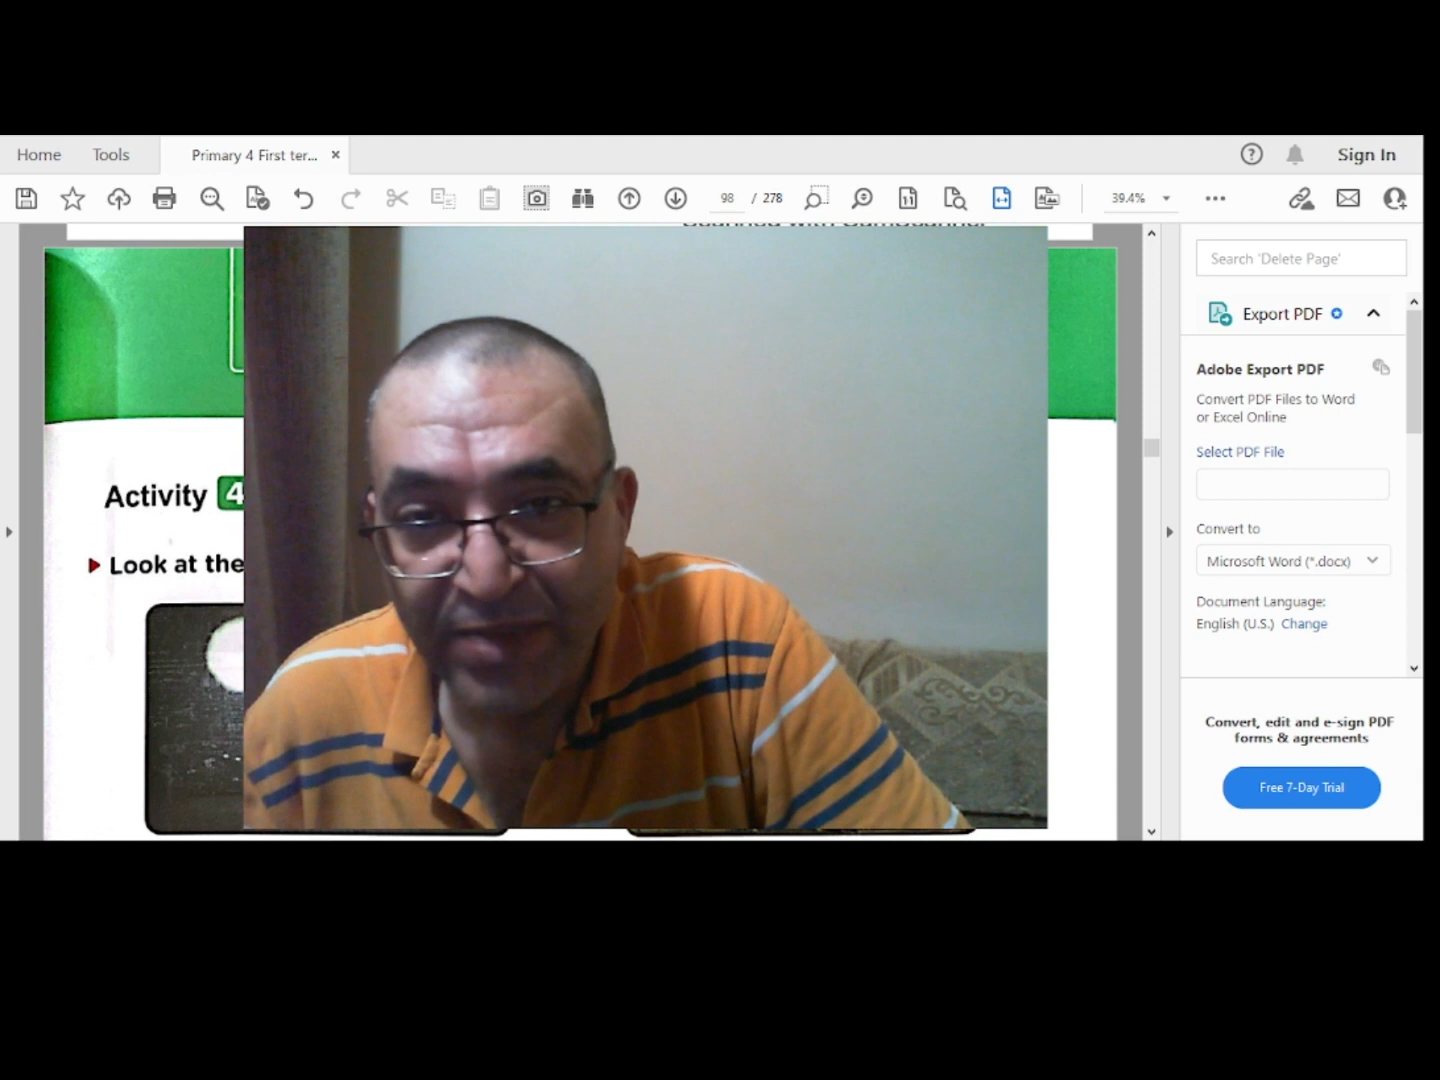 Home Tools Primary 4 First ter... × Sign In
98 / 278 39.4%
Search 'Delete Page'
Export PDF
Adobe Export PDF
Convert PDF Files to Word
or Excel Online
Select PDF File
Convert to
Microsoft Word (*.docx)
Document Language:
English (U.S.) Change
Convert, edit and e-sign PDF
forms & agreements
Free 7-Day Trial
Activity 4
Look at the